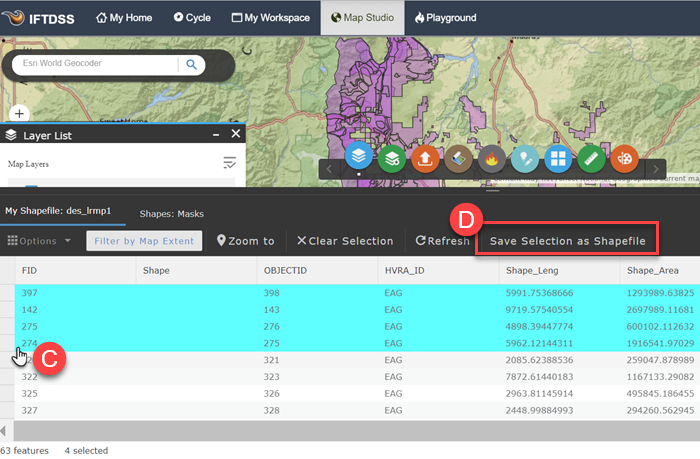 IFTDSS My Home Cycle My Workspace Map Studio Playground
Esri World Geocoder
Layer List
Map Layers
My Shapefile: des_lrmp1 Shapes: Masks
Options Filter by Map Extent Zoom to Clear Selection Refresh Save Selection as Shapefile
D
FID Shape OBJECTID HVRA_ID Shape_Leng Shape_Area
397 398 EAG 5991.75368666 1293989.63825
142 143 EAG 9719.57540554 2697989.11681
275 276 EAG 4898.39447774 600102.112632
274 275 EAG 5962.12144311 1916541.97029
C
321 EAG 2085.62388536 259047.878989
322 323 EAG 7872.61440183 1167133.29082
325 326 EAG 2963.81145914 495845.186455
327 328 EAG 2448.99884993 294260.562945
63 features 4 selected